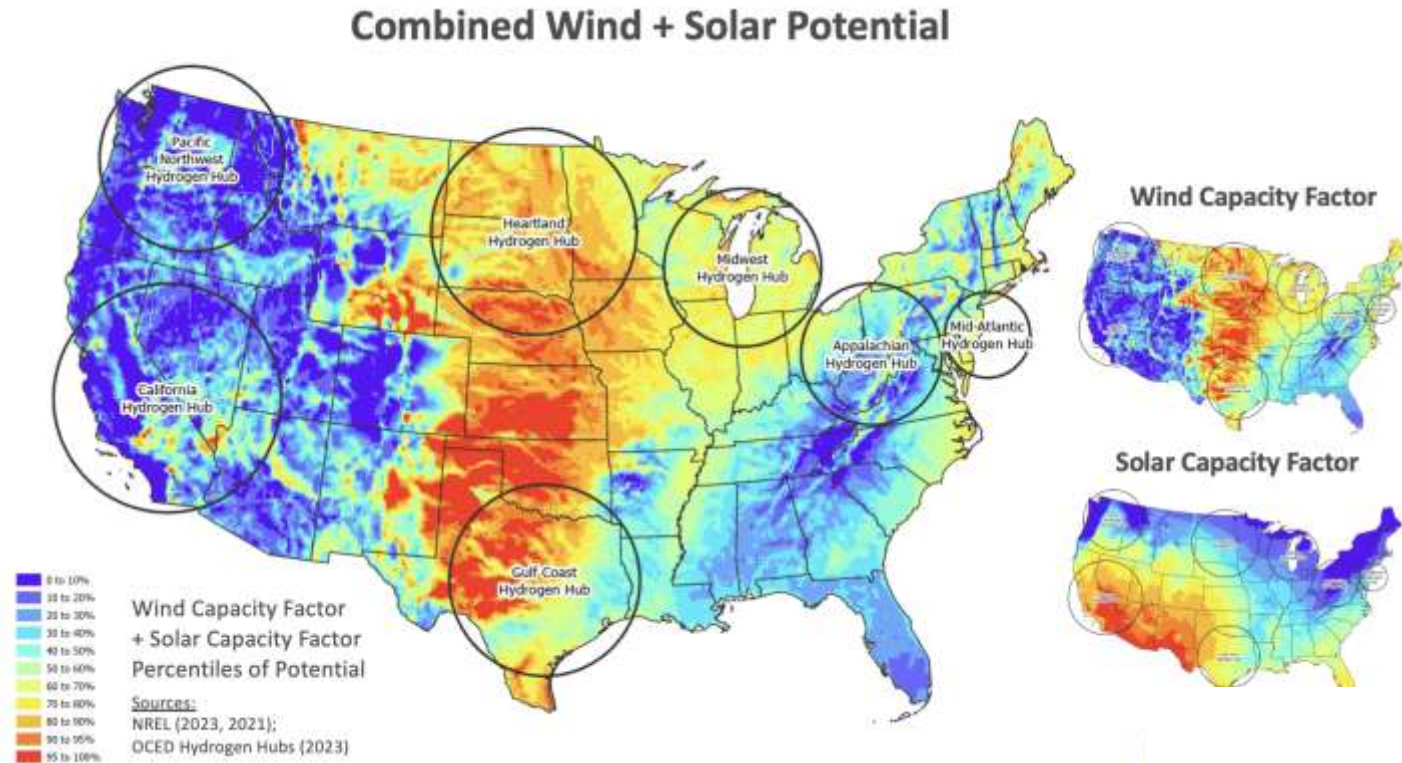 Combined Wind + Solar Potential
Pacific
Northwest
Hydrogen Hub
Heartland
Hydrogen Hub
Midwest
Hydrogen Hub
Mid-Atlantic
Hydrogen Hub
Appalachian
Hydrogen Hub
California
Hydrogen Hub
Gulf Coast
Hydrogen Hub
Wind Capacity Factor
Solar Capacity Factor
0 to 10%
10 to 20%
20 to 30%
30 to 40%
40 to 50%
50 to 60%
60 to 70%
70 to 80%
80 to 90%
90 to 95%
95 to 100%
Wind Capacity Factor
+ Solar Capacity Factor
Percentiles of Potential
Sources:
NREL (2023, 2021);
OCED Hydrogen Hubs (2023)